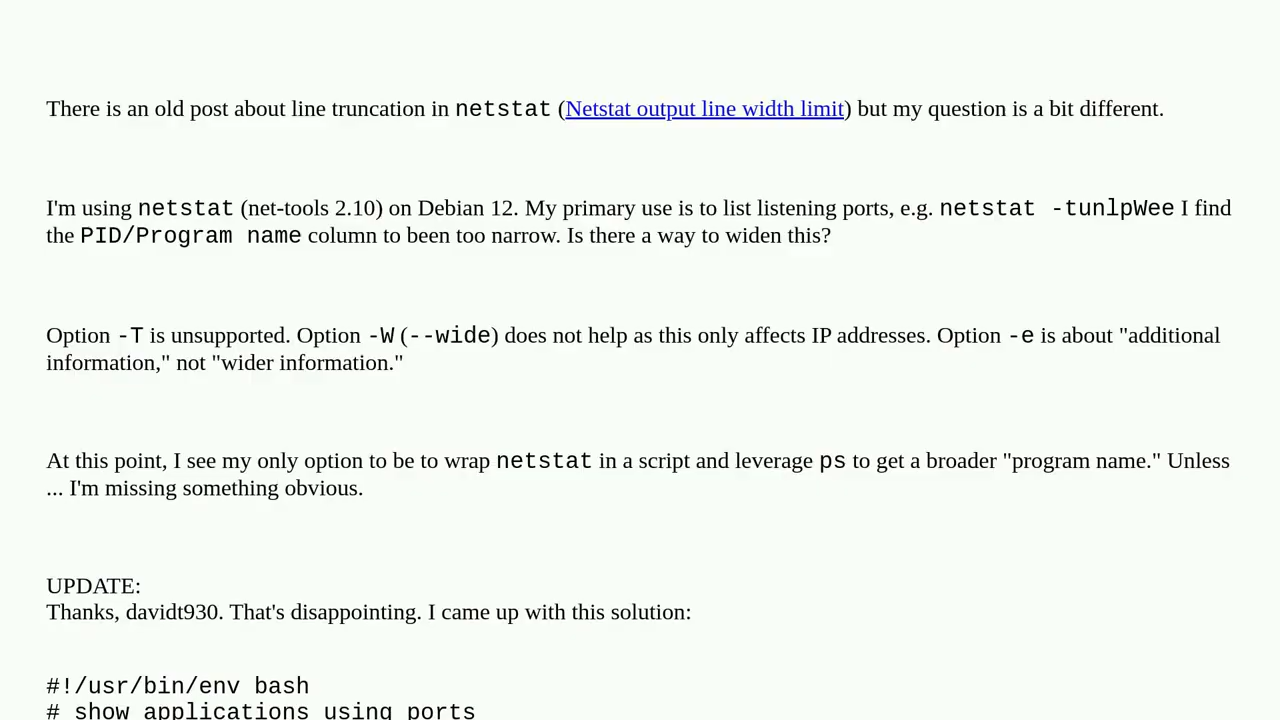 There is an old post about line truncation in netstat (Netstat output line width limit) but my question is a bit different.
I'm using netstat (net-tools 2.10) on Debian 12. My primary use is to list listening ports, e.g. netstat -tunlpWee I find
the PID/Program name column to been too narrow. Is there a way to widen this?
Option -T is unsupported. Option -W (--wide) does not help as this only affects IP addresses. Option -e is about "additional
information," not "wider information."
At this point, I see my only option to be to wrap netstat in a script and leverage ps to get a broader "program name." Unless
... I'm missing something obvious.
UPDATE:
Thanks, davidt930. That's disappointing. I came up with this solution:
#!/usr/bin/env bash
# show applications using ports